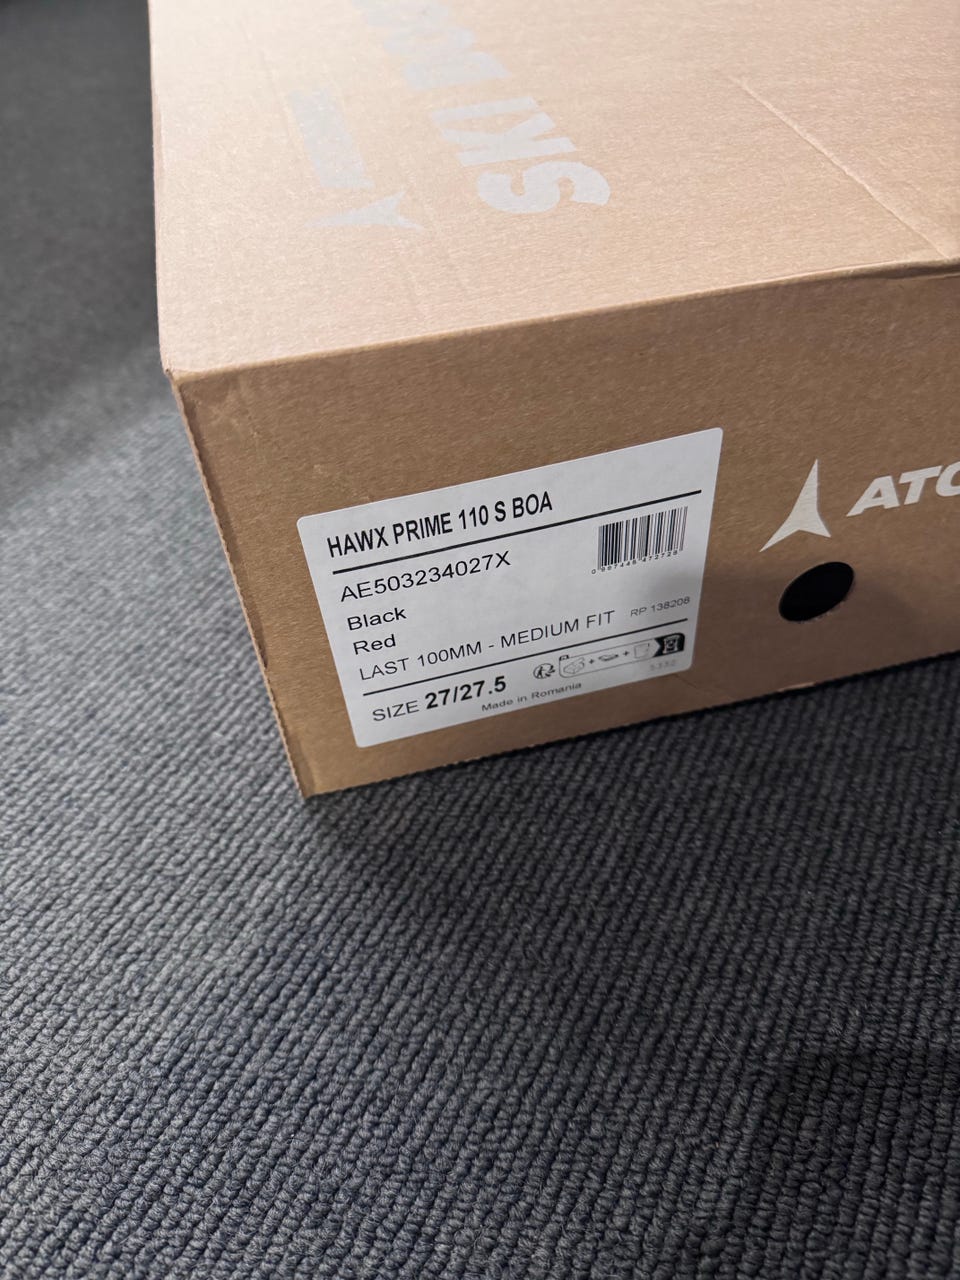 SKI
HAWX PRIME 110 S BOA
AE503234027X
Black
Red
LAST 100MM - MEDIUM FIT
RP 138208
SIZE 27/27.5
Made in Romania
ATO